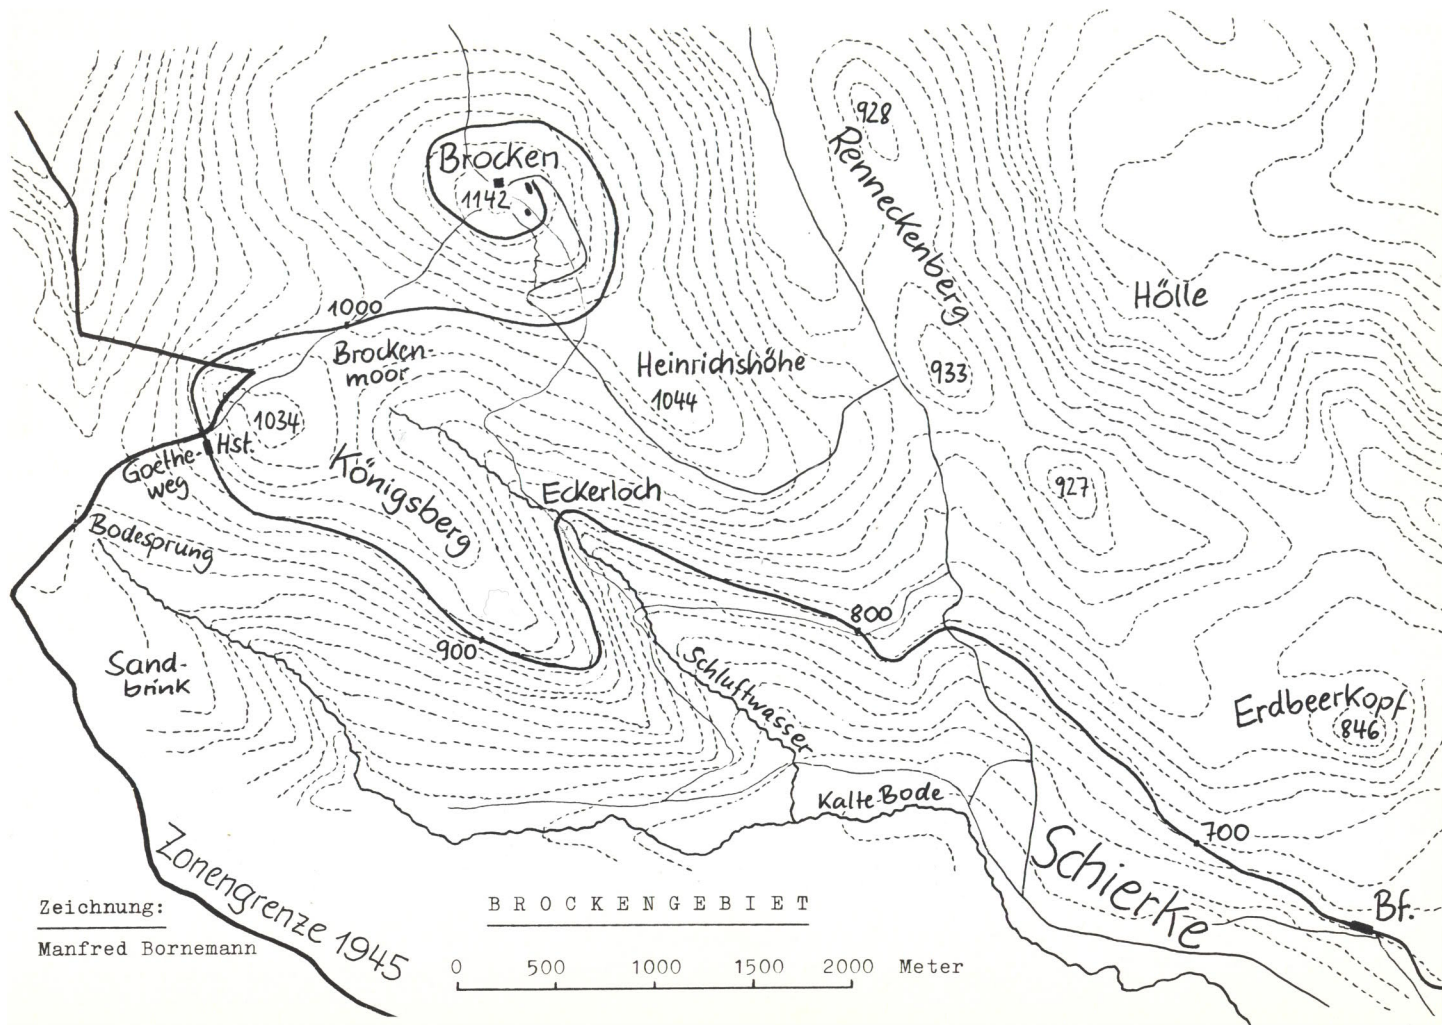 928
Brocken
1142
Renneckenberg
Hölle
1000
Brocken-
moor
Heinrichshöhe
1044
933
1034
Hst.
Goethe-
weg
Königsberg
Eckerloch
927
Bodesprung
800
900
Sand-
brink
Schluftwasser
Erdbeerkopf
846
Kalte Bode
700
Schierke
Bf.
Zonengrenze 1945
Zeichnung:
Manfred Bornemann
BROCKENGEBIET
0 500 1000 1500 2000 Meter